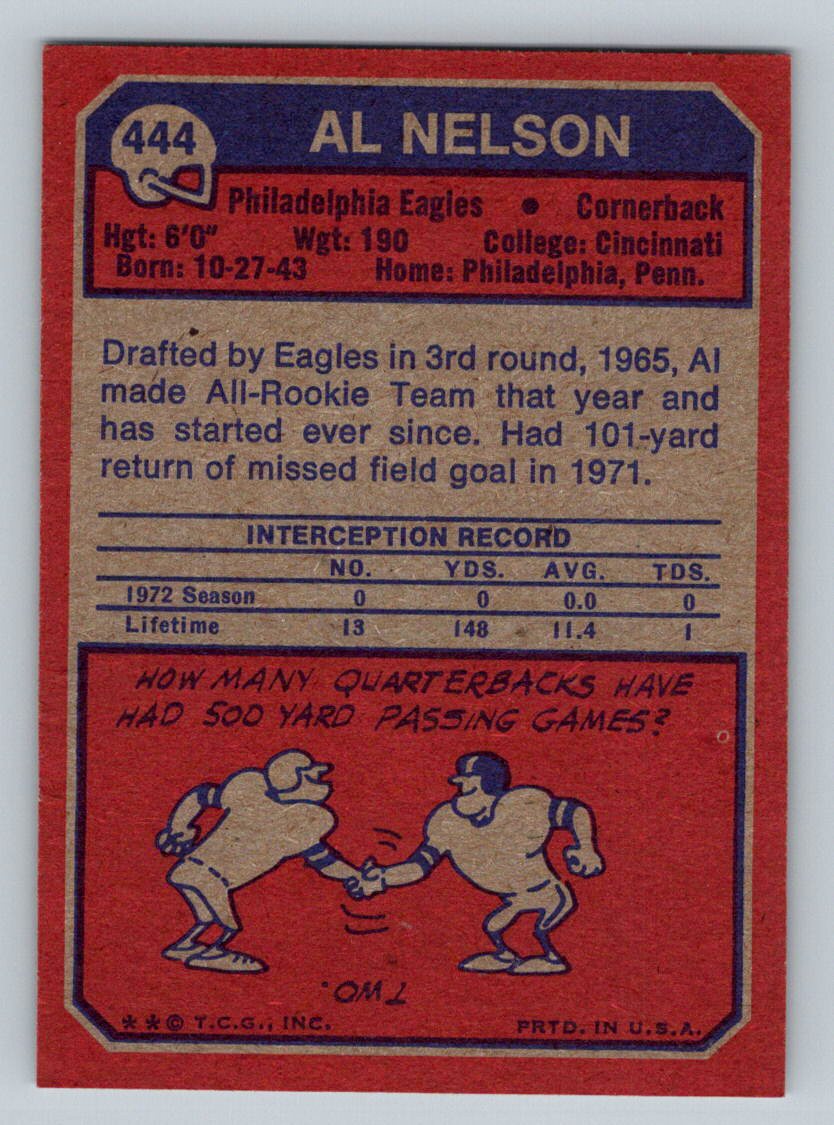 444
AL NELSON
Philadelphia Eagles • Cornerback
Hgt: 6'0" Wgt: 190 College: Cincinnati
Born: 10-27-43 Home: Philadelphia, Penn.
Drafted by Eagles in 3rd round, 1965, Al
made All-Rookie Team that year and
has started ever since. Had 101-yard
return of missed field goal in 1971.
INTERCEPTION RECORD
NO. YDS. AVG. TDS.
1972 Season 0 0 0.0 0
Lifetime 13 148 11.4 1
HOW MANY QUARTERBACKS HAVE
HAD 500 YARD PASSING GAMES?
TWO.
**© T.C.G., INC. PRTD. IN U.S.A.